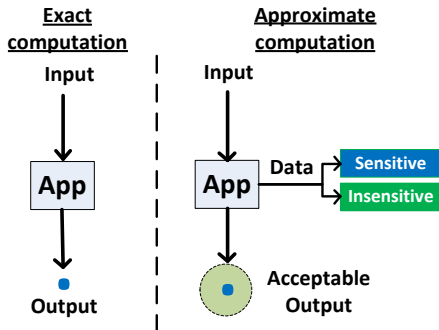 Exact
computation
Input
App
Output
Approximate
computation
Input
App
Data
Sensitive
Insensitive
Acceptable
Output